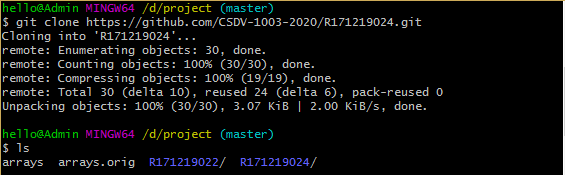 hello@Admin MINGW64 /d/project (master)
$ git clone https://github.com/CSDV-1003-2020/R171219024.git
Cloning into 'R171219024'...
remote: Enumerating objects: 30, done.
remote: Counting objects: 100% (30/30), done.
remote: Compressing objects: 100% (19/19), done.
remote: Total 30 (delta 10), reused 24 (delta 6), pack-reused 0
Unpacking objects: 100% (30/30), 3.07 KiB | 2.00 KiB/s, done.
hello@Admin MINGW64 /d/project (master)
$ ls
arrays  arrays.orig  R171219022/  R171219024/